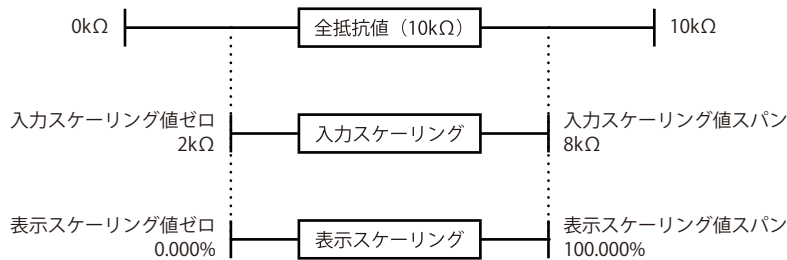 0kΩ
全抵抗値（10kΩ）
10kΩ
入力スケーリング値ゼロ
2kΩ
入力スケーリング
入力スケーリング値スパン
8kΩ
表示スケーリング値ゼロ
0.000%
表示スケーリング
表示スケーリング値スパン
100.000%